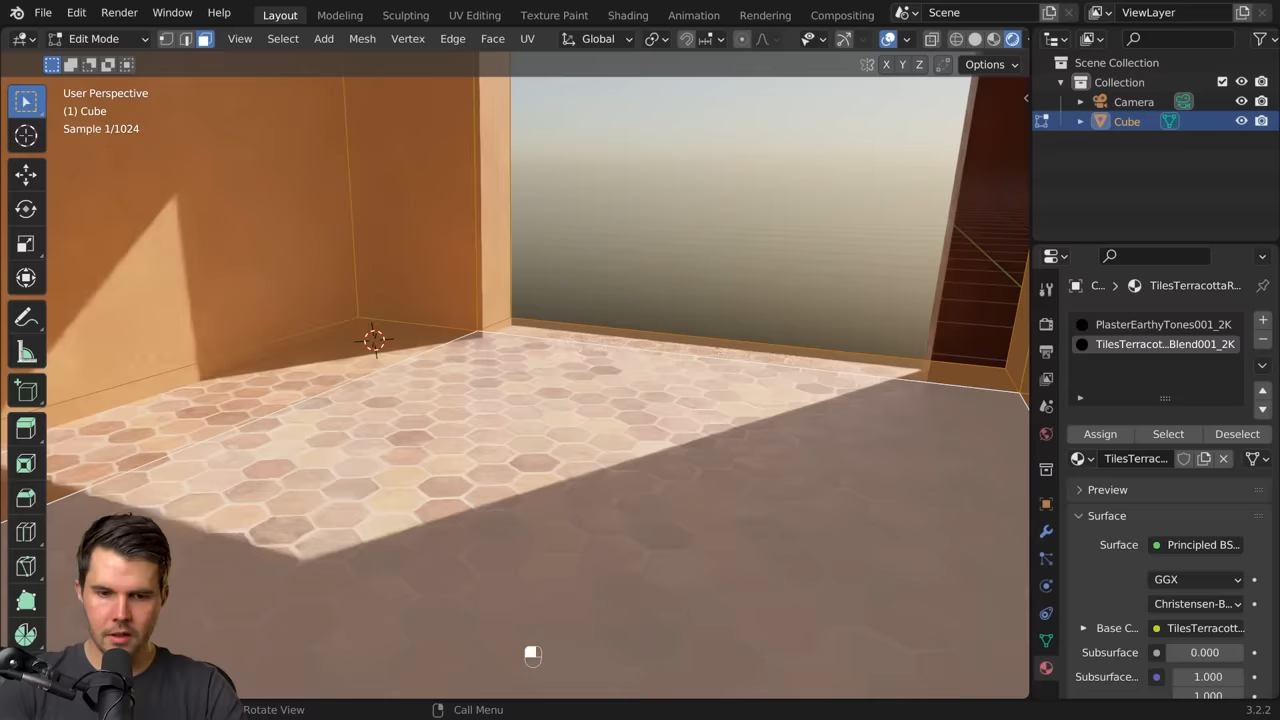 File Edit Render Window Help Layout Modeling Sculpting UV Editing Texture Paint Shading Animation Rendering Compositing Scene ViewLayer
Edit Mode View Select Add Mesh Vertex Edge Face UV Global
X Y Z Options
Scene Collection
Collection
Camera
Cube
User Perspective
(1) Cube
Sample 1/1024
C... > TilesTerracottaR...
PlasterEarthyTones001_2K
TilesTerracot...Blend001_2K
Assign Select Deselect
TilesTerrac...
Preview
Surface
Surface Principled BS...
GGX
Christensen-B...
Base C... TilesTerracott...
Subsurface 0.000
Subsurface... 1.000
1.000
Rotate View Call Menu 3.2.2